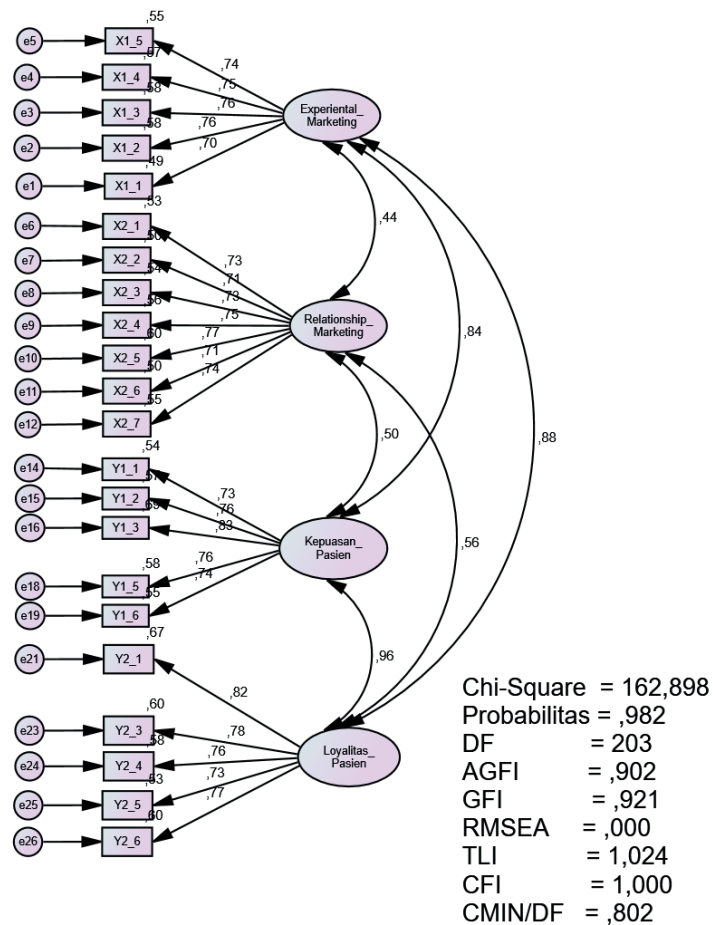 ,55
e5 X1_5
,57
,74
e4 X1_4
,75
,58
e3 X1_3
,76
,58
e2 X1_2
,76
,49
,70
e1 X1_1
Experiental_
Marketing
,53
e6 X2_1
,50
,73
e7 X2_2
,54
,71
e8 X2_3
,56
,73
e9 X2_4
,75
,60
e10 X2_5
,77
,50
,71
e11 X2_6
,55
,74
e12 X2_7
Relationship_
Marketing
,44
,84
,88
,54
e14 Y1_1
,57
,73
e15 Y1_2
,76
,69
e16 Y1_3
,83
,58
,76
e18 Y1_5
,55
,74
e19 Y1_6
Kepuasan_
Pasien
,50
,56
,67
e21 Y2_1
,82
,60
e23 Y2_3
,78
,58
e24 Y2_4
,76
,53
e25 Y2_5
,73
,60
,77
e26 Y2_6
Loyalitas_
Pasien
,96
Chi-Square = 162,898
Probabilitas = ,982
DF = 203
AGFI = ,902
GFI = ,921
RMSEA = ,000
TLI = 1,024
CFI = 1,000
CMIN/DF = ,802